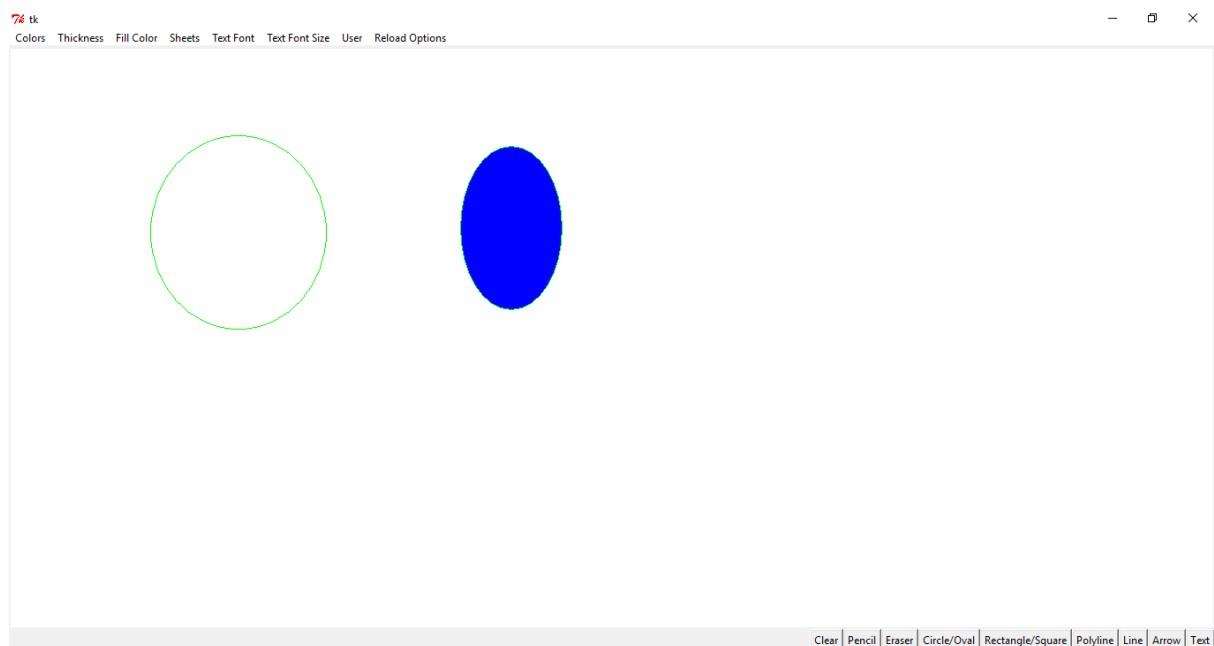 tk
Colors Thickness Fill Color Sheets Text Font Text Font Size User Reload Options
Clear Pencil Eraser Circle/Oval Rectangle/Square Polyline Line Arrow Text